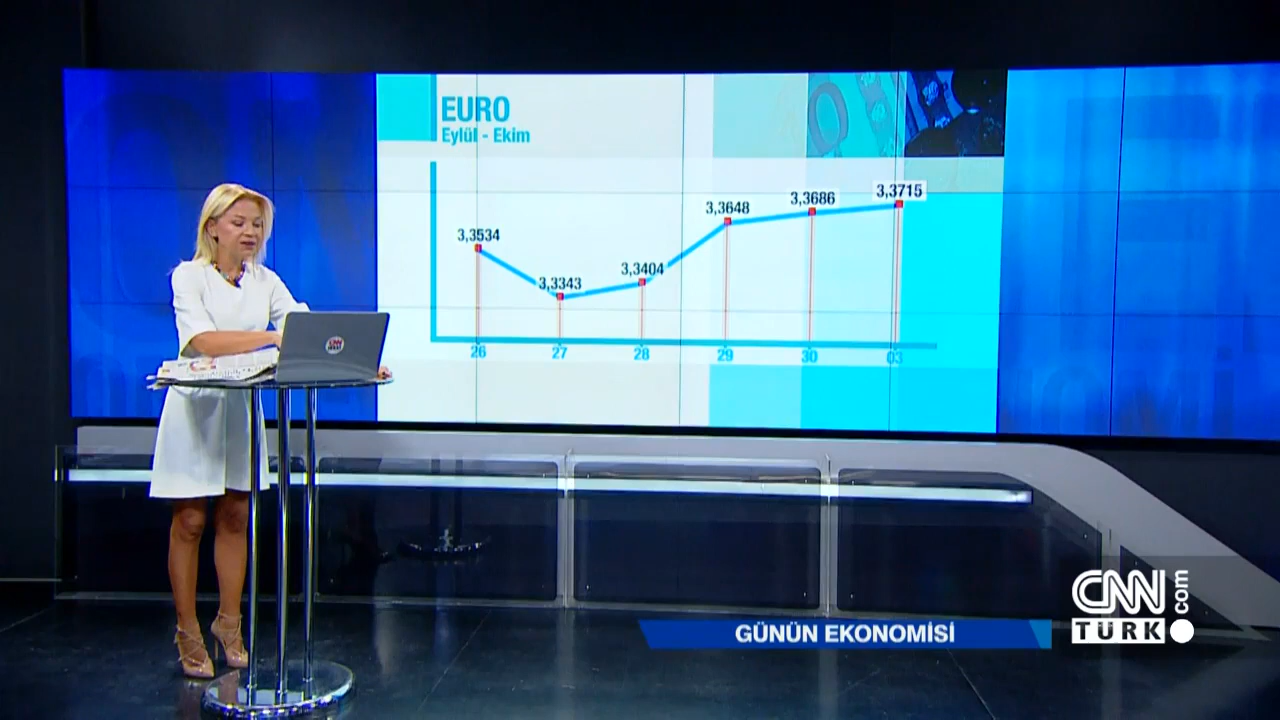 EURO
Eylül - Ekim
3,3534
3,3343
3,3404
3,3648
3,3686
3,3715
26
27
28
29
30
03
CNN
GÜNÜN EKONOMİSİ
CNN.com
TÜRK